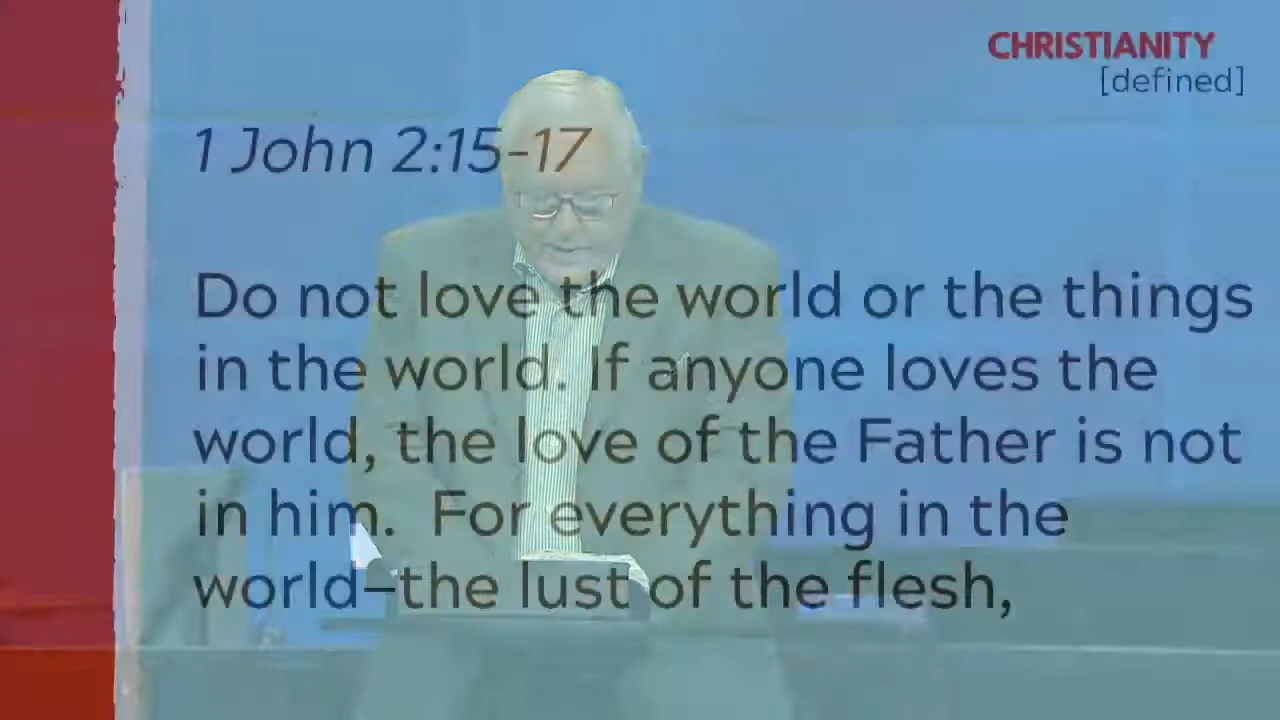 CHRISTIANITY
[defined]
1 John 2:15-17
Do not love the world or the things
in the world. If anyone loves the
world, the love of the Father is not
in him. For everything in the
world—the lust of the flesh,